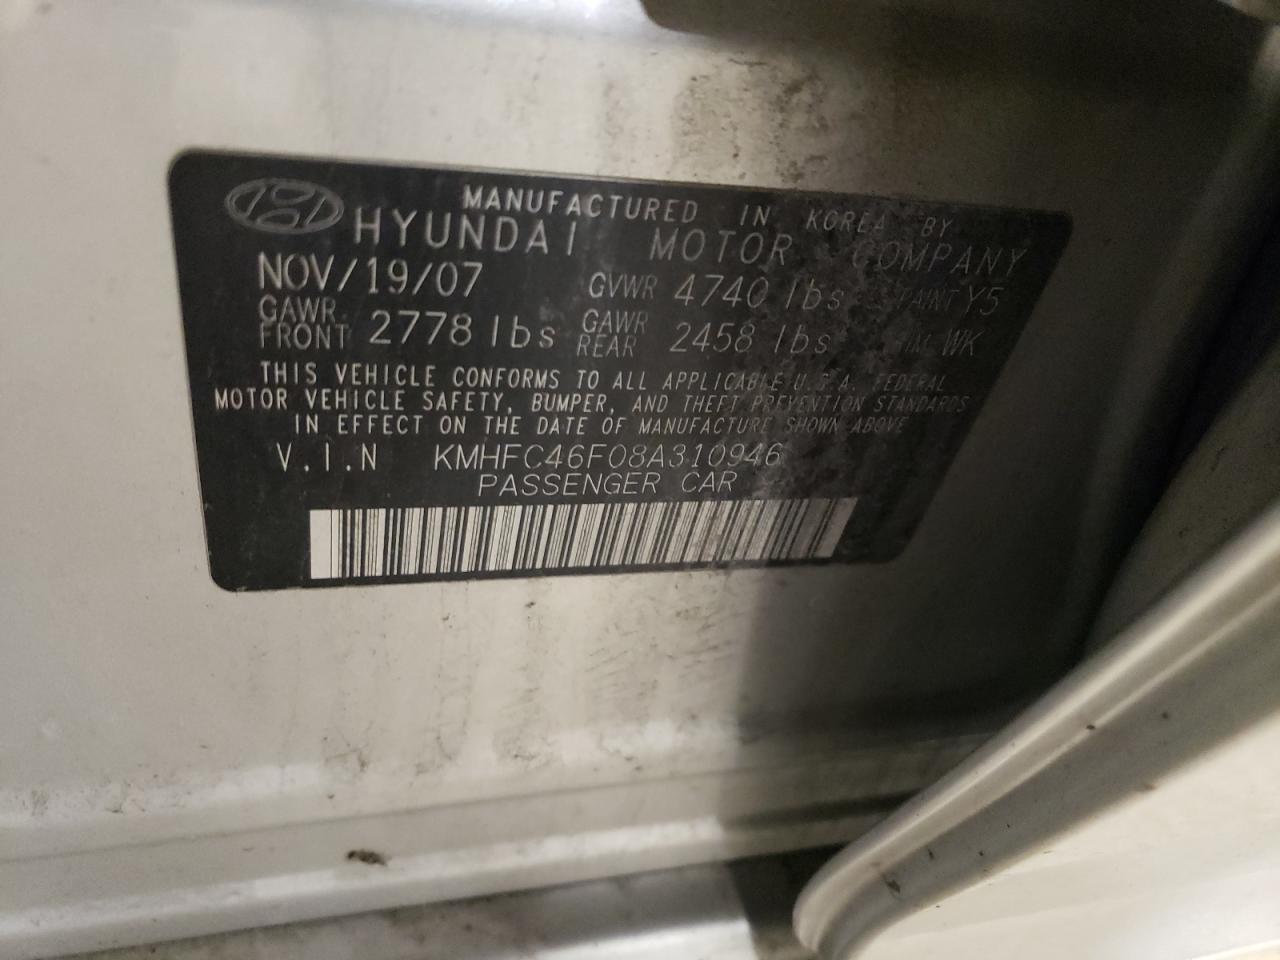 MANUFACTURED IN KOREA BY
HYUNDAI MOTOR COMPANY
NOV/19/07 GVWR 4740 lbs PAINT Y5
GAWR FRONT 2778 lbs GAWR REAR 2458 lbs WK
THIS VEHICLE CONFORMS TO ALL APPLICABLE U.S.A. FEDERAL
MOTOR VEHICLE SAFETY, BUMPER, AND THEFT PREVENTION STANDARDS
IN EFFECT ON THE DATE OF MANUFACTURE SHOWN ABOVE
V.I.N KMHFC46F08A310946
PASSENGER CAR